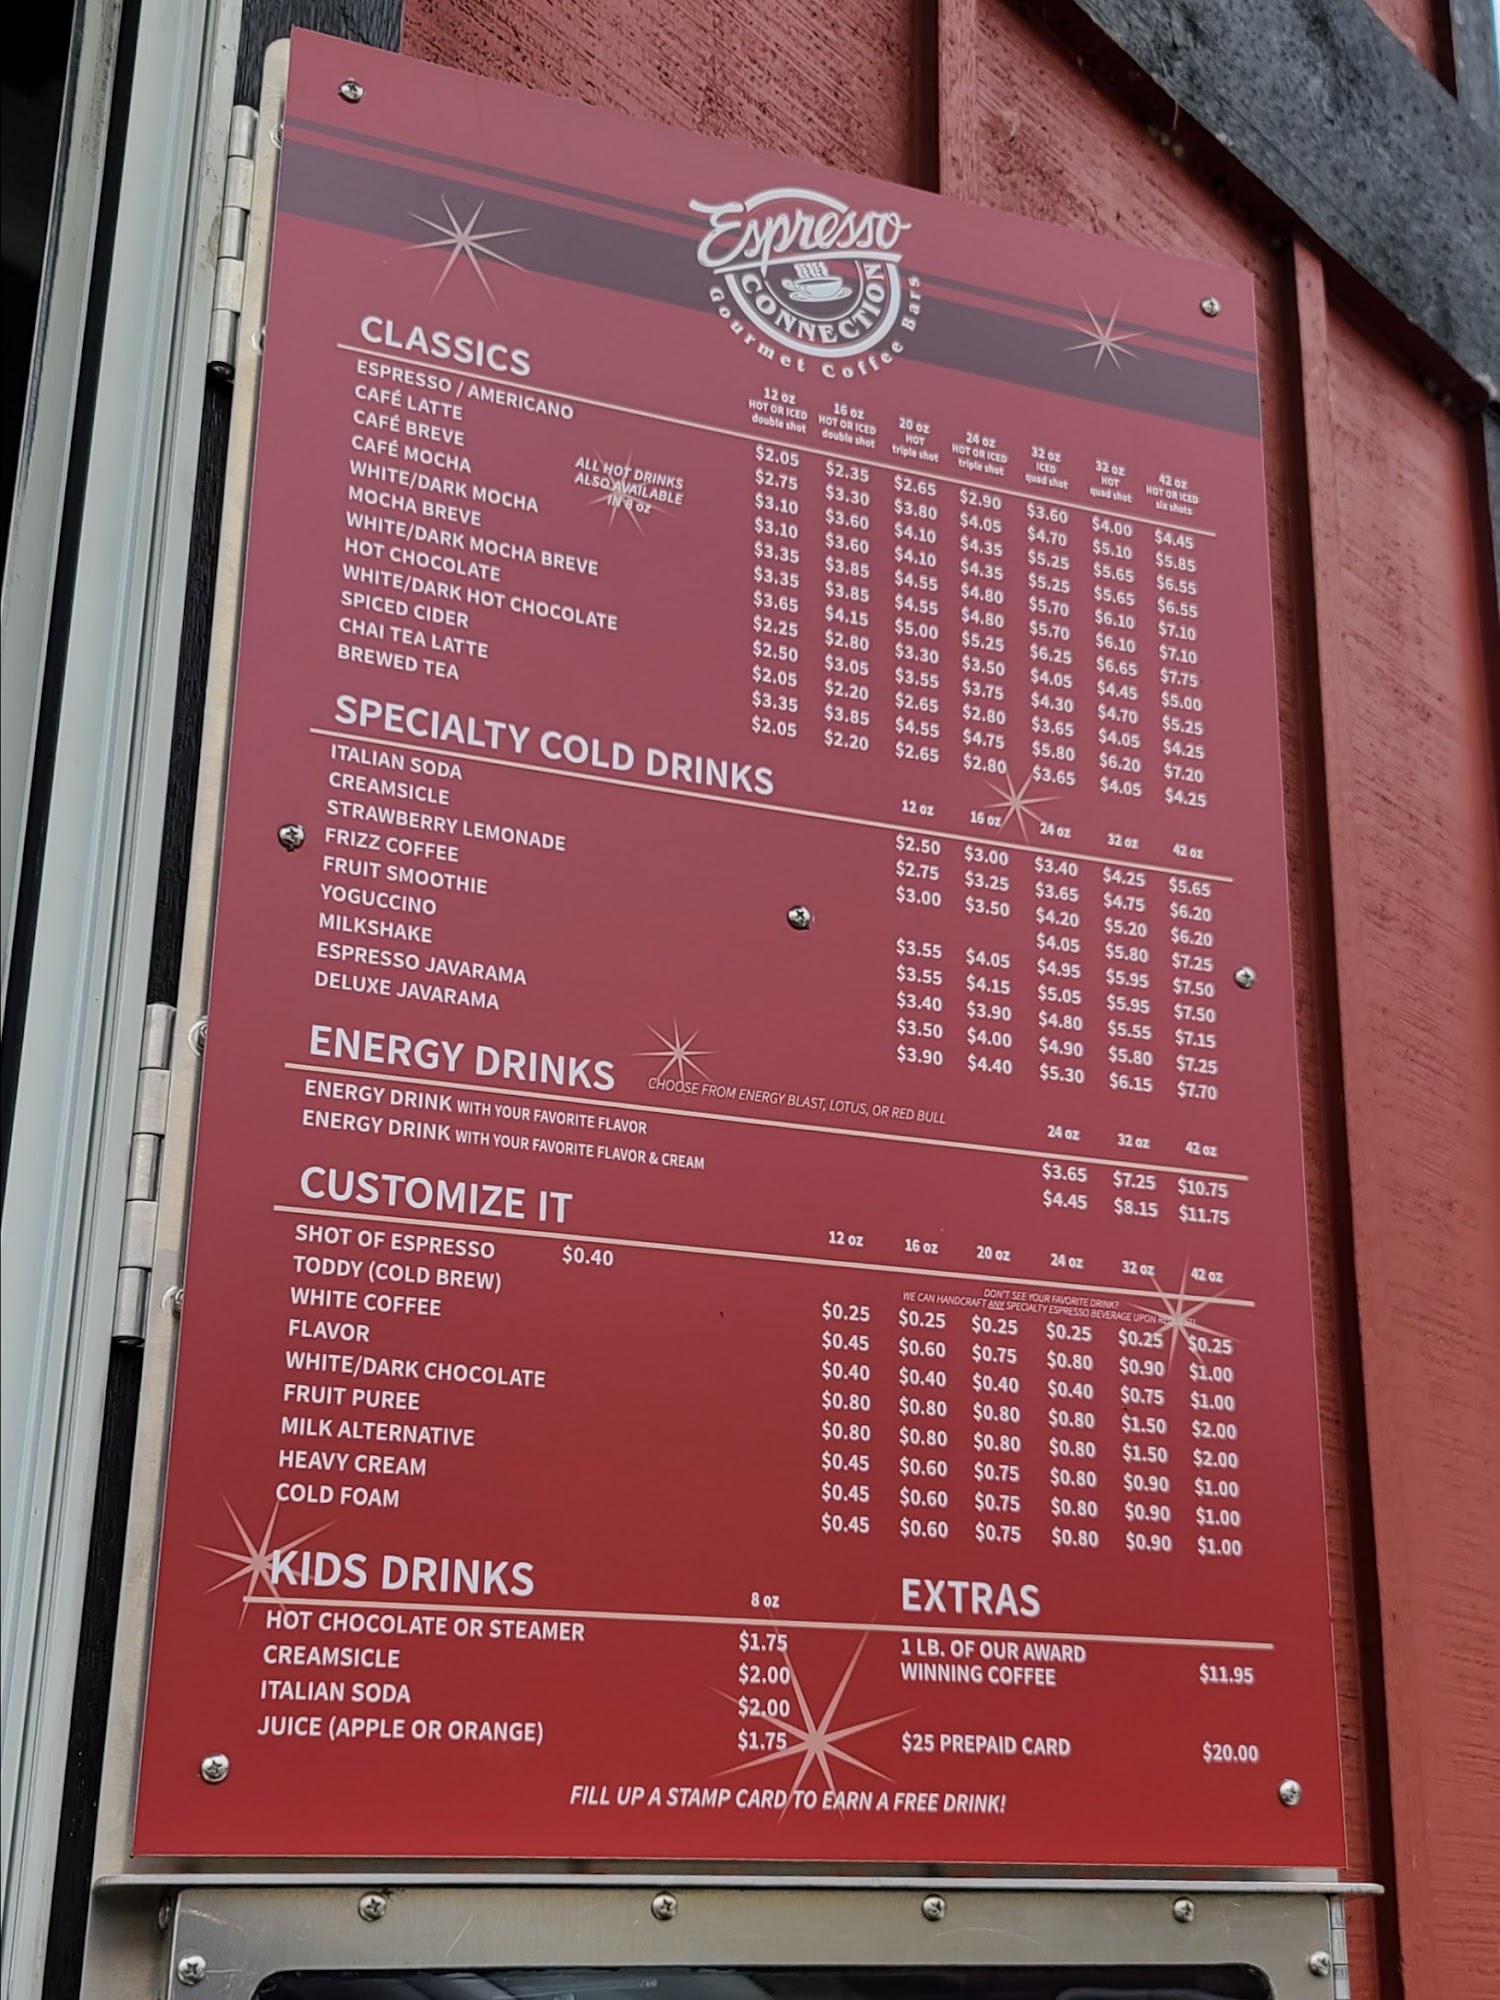 Espresso
CONNECTION
Gourmet Coffee Bars
CLASSICS
12 oz HOT OR ICED double shot
16 oz HOT OR ICED double shot
20 oz HOT triple shot
24 oz HOT OR ICED triple shot
32 oz ICED quad shot
32 oz HOT quad shot
42 oz HOT OR ICED six shots
ESPRESSO / AMERICANO $2.05 $2.35 $2.65 $2.90 $3.60 $4.00 $4.45
CAFÉ LATTE $2.75 $3.30 $3.80 $4.05 $4.70 $5.10 $5.85
CAFÉ BREVE $3.10 $3.60 $4.10 $4.35 $5.25 $5.65 $6.55
CAFÉ MOCHA $3.10 $3.60 $4.10 $4.35 $5.25 $5.65 $6.55
WHITE/DARK MOCHA $3.35 $3.85 $4.55 $4.80 $5.70 $6.10 $7.10
MOCHA BREVE $3.35 $3.85 $4.55 $4.80 $5.70 $6.10 $7.10
WHITE/DARK MOCHA BREVE $3.65 $4.15 $5.00 $5.25 $6.25 $6.65 $7.75
HOT CHOCOLATE $2.25 $2.80 $3.30 $3.50 $4.05 $4.45 $5.00
WHITE/DARK HOT CHOCOLATE $2.50 $3.05 $3.55 $3.75 $4.30 $4.70 $5.25
SPICED CIDER $2.05 $2.20 $2.65 $2.80 $3.65 $4.05 $4.25
CHAI TEA LATTE $3.35 $3.85 $4.55 $4.75 $5.80 $6.20 $7.20
BREWED TEA $2.05 $2.20 $2.65 $2.80 $3.65 $4.05 $4.25
ALL HOT DRINKS
ALSO AVAILABLE
IN 8 oz
SPECIALTY COLD DRINKS
12 oz 16 oz 24 oz 32 oz 42 oz
ITALIAN SODA $2.50 $3.00 $3.40 $4.25 $5.65
CREAMSICLE $2.75 $3.25 $3.65 $4.75 $6.20
STRAWBERRY LEMONADE $3.00 $3.50 $4.20 $5.20 $6.20
FRIZZ COFFEE $4.05 $5.80 $7.25
FRUIT SMOOTHIE $3.55 $4.05 $4.95 $5.95 $7.50
YOGUCCINO $3.55 $4.15 $5.05 $5.95 $7.50
MILKSHAKE $3.40 $3.90 $4.80 $5.55 $7.15
ESPRESSO JAVARAMA $3.50 $4.00 $4.90 $5.80 $7.25
DELUXE JAVARAMA $3.90 $4.40 $5.30 $6.15 $7.70
ENERGY DRINKS CHOOSE FROM ENERGY BLAST, LOTUS, OR RED BULL
24 oz 32 oz 42 oz
ENERGY DRINK WITH YOUR FAVORITE FLAVOR $3.65 $7.25 $10.75
ENERGY DRINK WITH YOUR FAVORITE FLAVOR & CREAM $4.45 $8.15 $11.75
CUSTOMIZE IT
12 oz 16 oz 20 oz 24 oz 32 oz 42 oz
SHOT OF ESPRESSO $0.40
DON'T SEE YOUR FAVORITE DRINK?
WE CAN HANDCRAFT ANY SPECIALTY ESPRESSO BEVERAGE UPON REQUEST!
TODDY (COLD BREW) $0.25 $0.25 $0.25 $0.25 $0.25 $0.25
WHITE COFFEE $0.45 $0.60 $0.75 $0.80 $0.90 $1.00
FLAVOR $0.40 $0.40 $0.40 $0.40 $0.75 $1.00
WHITE/DARK CHOCOLATE $0.80 $0.80 $0.80 $0.80 $1.50 $2.00
FRUIT PUREE $0.80 $0.80 $0.80 $0.80 $1.50 $2.00
MILK ALTERNATIVE $0.45 $0.60 $0.75 $0.80 $0.90 $1.00
HEAVY CREAM $0.45 $0.60 $0.75 $0.80 $0.90 $1.00
COLD FOAM $0.45 $0.60 $0.75 $0.80 $0.90 $1.00
KIDS DRINKS 8 oz
HOT CHOCOLATE OR STEAMER $1.75
CREAMSICLE $2.00
ITALIAN SODA $2.00
JUICE (APPLE OR ORANGE) $1.75
EXTRAS
1 LB. OF OUR AWARD
WINNING COFFEE $11.95
$25 PREPAID CARD $20.00
FILL UP A STAMP CARD TO EARN A FREE DRINK!